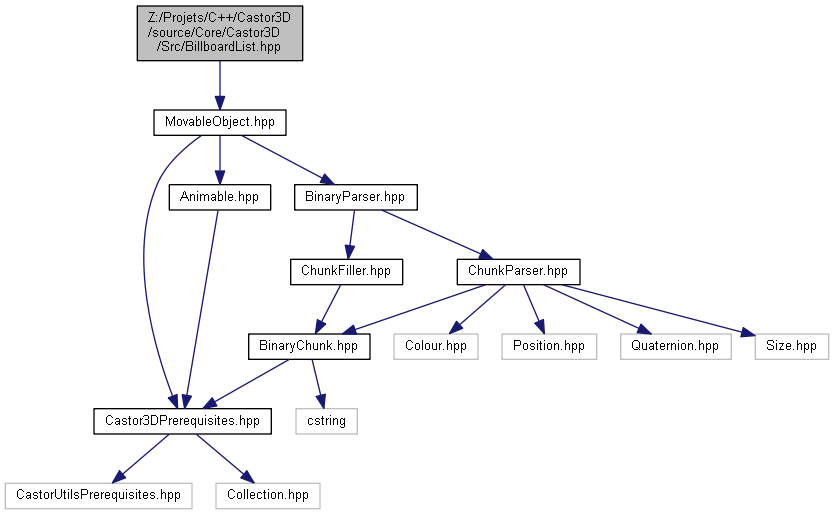 Z:/Projets/C++/Castor3D
/source/Core/Castor3D
/Src/BillboardList.hpp
MovableObject.hpp
Animable.hpp
BinaryParser.hpp
ChunkFiller.hpp
ChunkParser.hpp
BinaryChunk.hpp
Colour.hpp
Position.hpp
Quaternion.hpp
Size.hpp
Castor3DPrerequisites.hpp
cstring
CastorUtilsPrerequisites.hpp
Collection.hpp